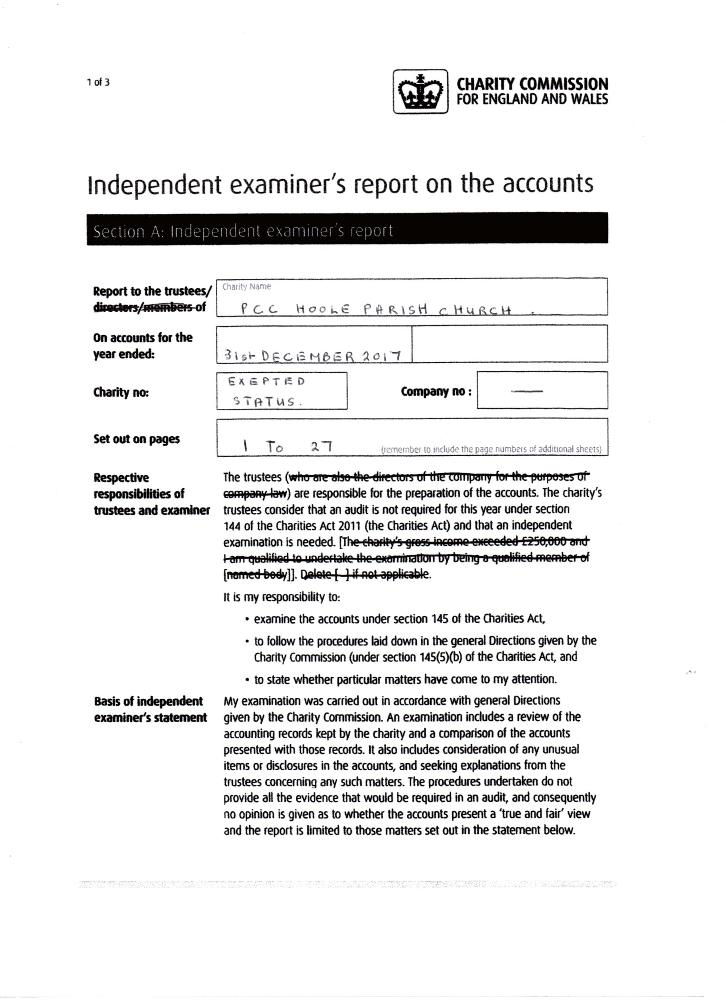 1 of 3
CHARITY COMMISSION
FOR ENGLAND AND WALES
Independent examiner's report on the accounts
Section A: Independent examiner's report
Report to the trustees/
directors/members of
Charity Name
PCC HOOLE PARISH CHURCH .
On accounts for the
year ended:
31st DECEMBER 2017
Charity no:
EXEPTED
STATUS.
Company no :
—
Set out on pages
1 To 27
(remember to include the page numbers of additional sheets)
Respective
responsibilities of
trustees and examiner
The trustees (who are also the directors of the company for the purposes of
company law) are responsible for the preparation of the accounts. The charity's
trustees consider that an audit is not required for this year under section
144 of the Charities Act 2011 (the Charities Act) and that an independent
examination is needed. [The charity's gross income exceeded £250,000 and
I am qualified to undertake the examination by being a qualified member of
[named body]]. Delete [ ] if not applicable.
It is my responsibility to:
• examine the accounts under section 145 of the Charities Act,
• to follow the procedures laid down in the general Directions given by the
Charity Commission (under section 145(5)(b) of the Charities Act, and
• to state whether particular matters have come to my attention.
Basis of independent
examiner's statement
My examination was carried out in accordance with general Directions
given by the Charity Commission. An examination includes a review of the
accounting records kept by the charity and a comparison of the accounts
presented with those records. It also includes consideration of any unusual
items or disclosures in the accounts, and seeking explanations from the
trustees concerning any such matters. The procedures undertaken do not
provide all the evidence that would be required in an audit, and consequently
no opinion is given as to whether the accounts present a 'true and fair' view
and the report is limited to those matters set out in the statement below.